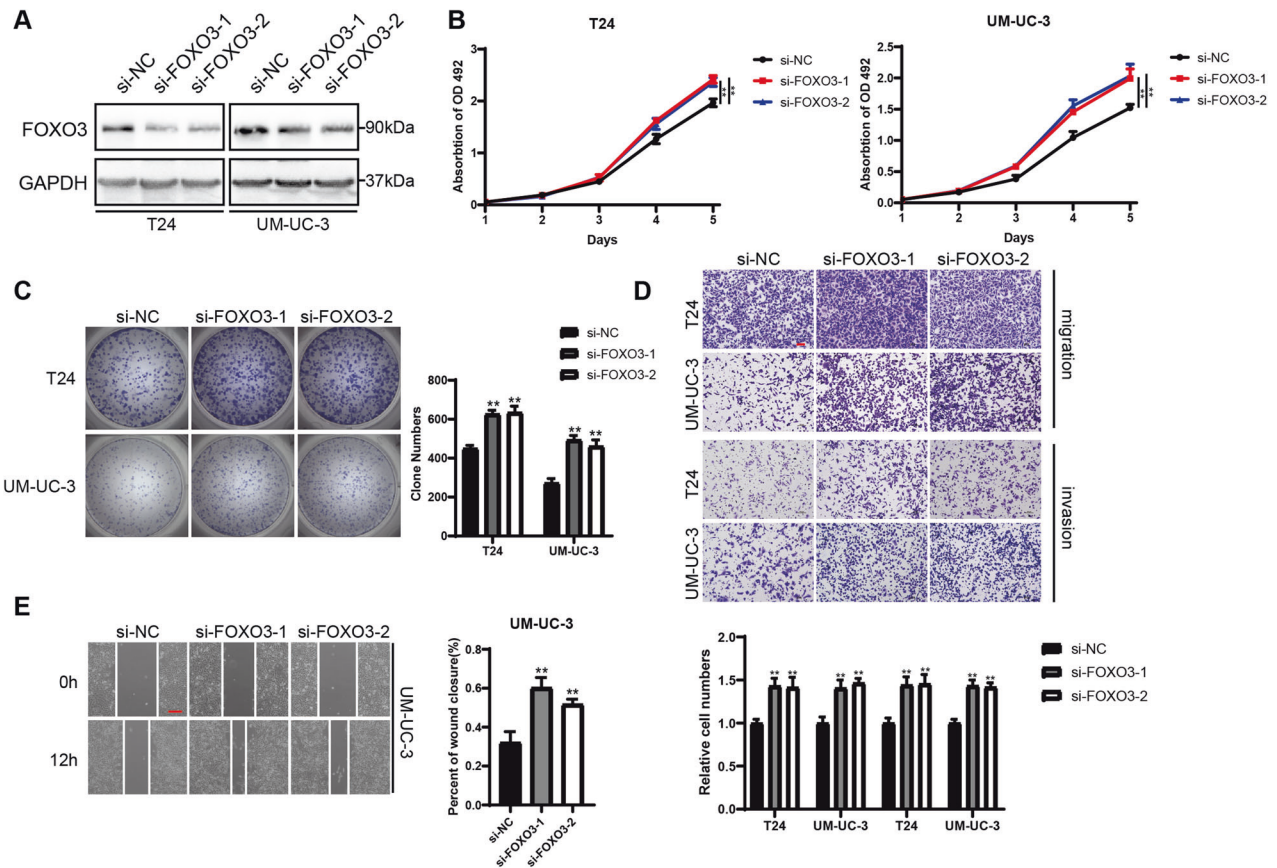 A
si-NC
si-FOXO3-1
si-FOXO3-2
si-NC
si-FOXO3-1
si-FOXO3-2
FOXO3
90kDa
GAPDH
37kDa
T24
UM-UC-3
B
T24
Absorbtion of OD 492
3
2
1
0
1 2 3 4 5
Days
si-NC
si-FOXO3-1
si-FOXO3-2
**
**
UM-UC-3
Absorbtion of OD 492
2.5
2.0
1.5
1.0
0.5
0.0
1 2 3 4 5
Days
si-NC
si-FOXO3-1
si-FOXO3-2
**
**
C
si-NC si-FOXO3-1 si-FOXO3-2
T24
UM-UC-3
si-NC
si-FOXO3-1
si-FOXO3-2
Clone Numbers
800
600
400
200
0
** **
** **
T24 UM-UC-3
D
si-NC si-FOXO3-1 si-FOXO3-2
T24
UM-UC-3
migration
T24
UM-UC-3
invasion
Relative cell numbers
2.0
1.5
1.0
0.5
0.0
** ** ** ** ** ** ** **
T24 UM-UC-3 T24 UM-UC-3
si-NC
si-FOXO3-1
si-FOXO3-2
E
si-NC si-FOXO3-1 si-FOXO3-2
0h
12h
UM-UC-3
UM-UC-3
Percent of wound closure(%)
0.8
0.6
0.4
0.2
0.0
**
**
si-NC
si-FOXO3-1
si-FOXO3-2